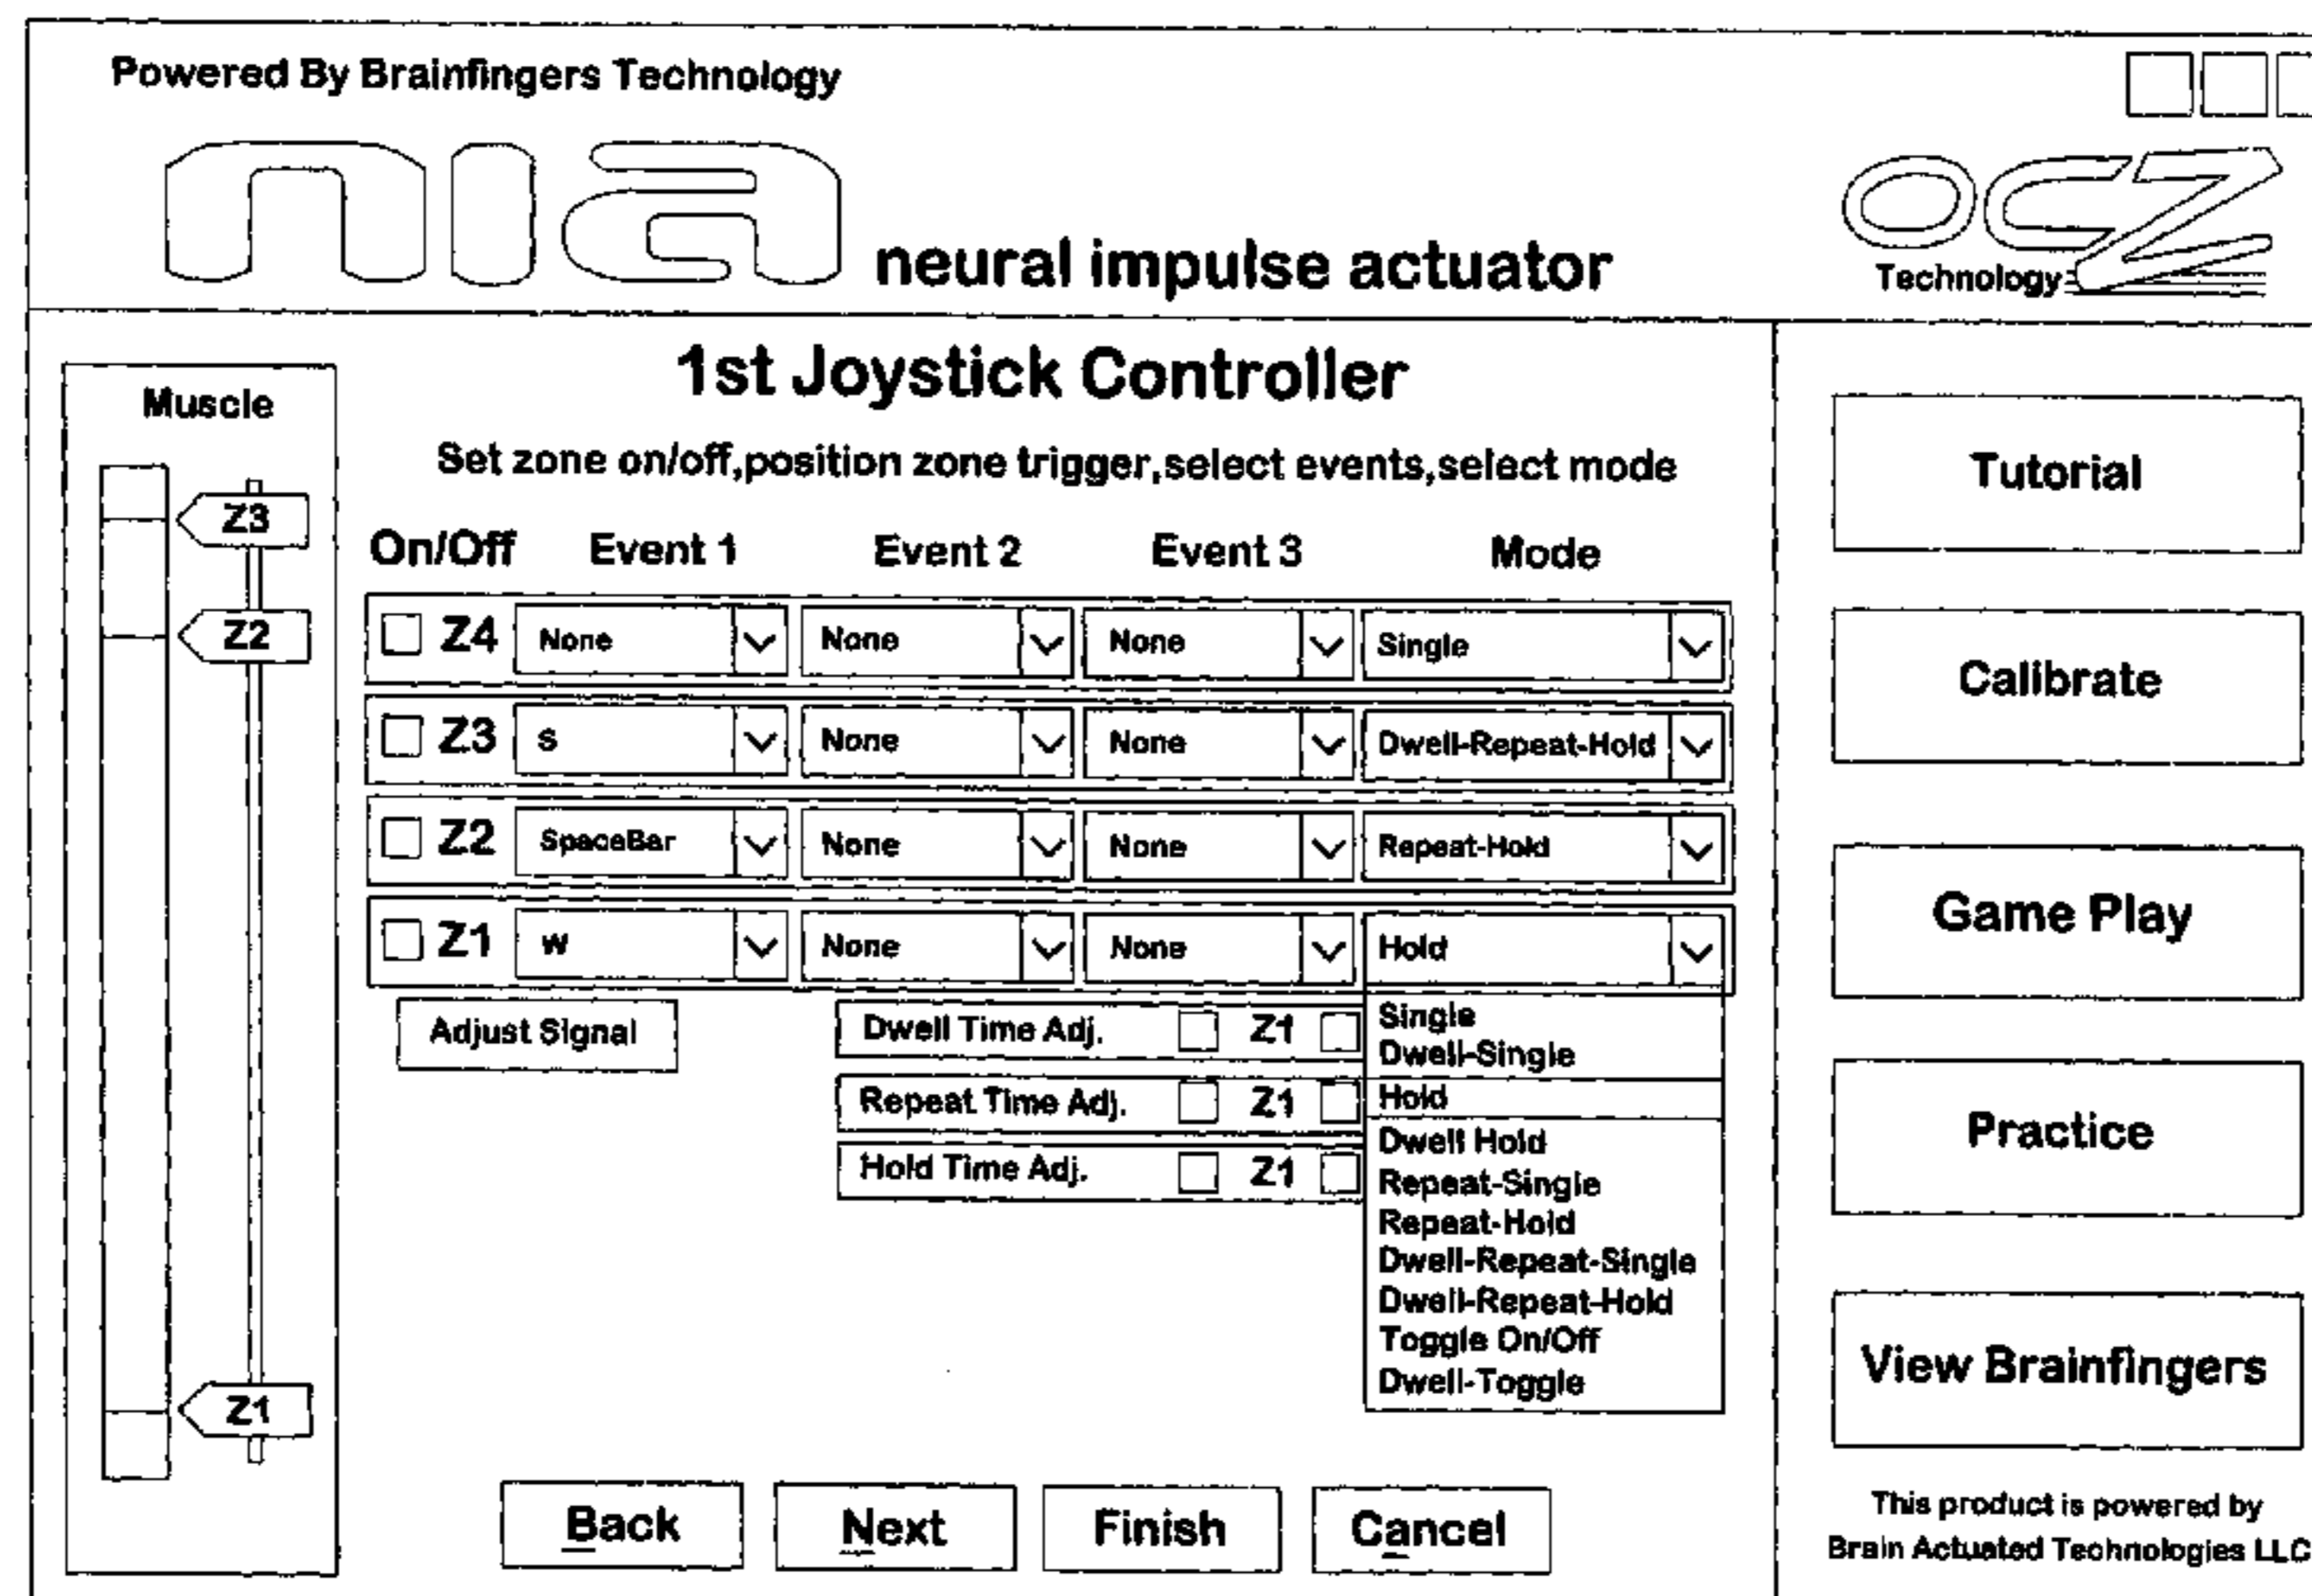 Powered By Brainfingers Technology
nia neural impulse actuator
OCZ
Technology
1st Joystick Controller
Muscle
Set zone on/off,position zone trigger,select events,select mode
Z3
Z2
Z1
On/Off Event 1 Event 2 Event 3 Mode
Z4 None None None Single
Z3 S None None Dwell-Repeat-Hold
Z2 SpaceBar None None Repeat-Hold
Z1 W None None Hold
Adjust Signal
Dwell Time Adj. Z1
Repeat Time Adj. Z1
Hold Time Adj. Z1
Single
Dwell-Single
Hold
Dwell Hold
Repeat-Single
Repeat-Hold
Dwell-Repeat-Single
Dwell-Repeat-Hold
Toggle On/Off
Dwell-Toggle
Back Next Finish Cancel
Tutorial
Calibrate
Game Play
Practice
View Brainfingers
This product is powered by
Brain Actuated Technologies LLC